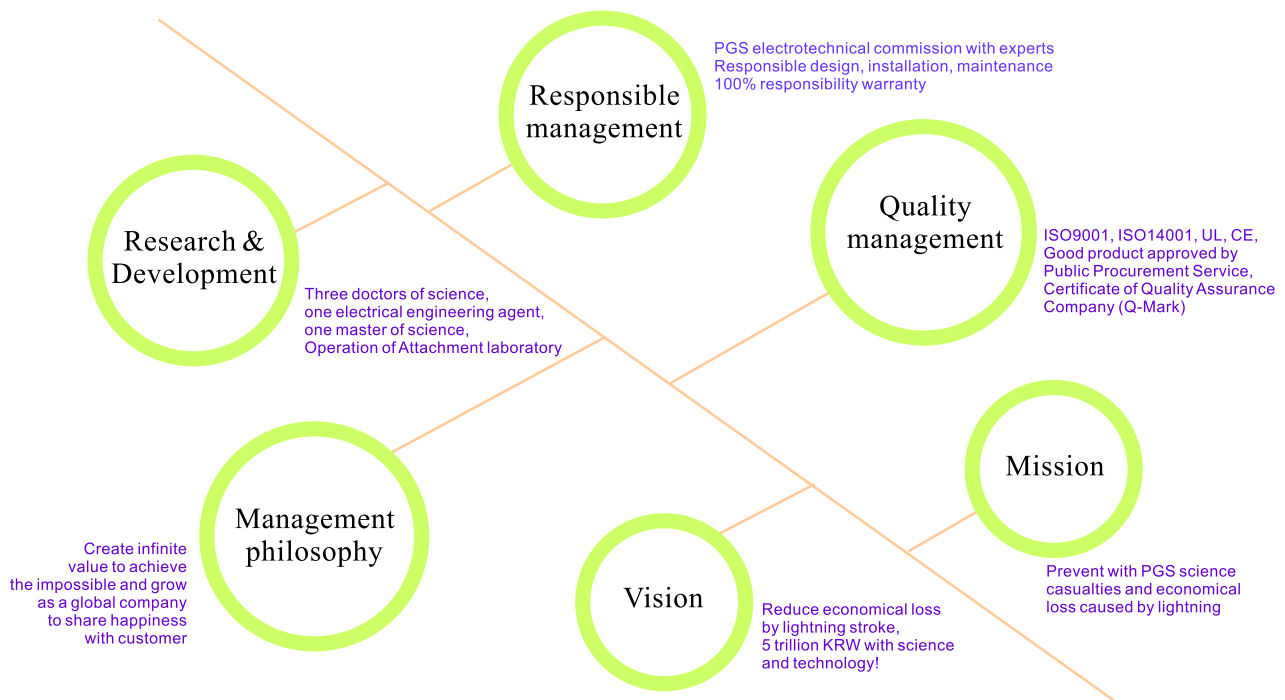 Responsible
management
PGS electrotechnical commission with experts
Responsible design, installation, maintenance
100% responsibility warranty
Research &
Development
Three doctors of science,
one electrical engineering agent,
one master of science,
Operation of Attachment laboratory
Quality
management
ISO9001, ISO14001, UL, CE,
Good product approved by
Public Procurement Service,
Certificate of Quality Assurance
Company (Q-Mark)
Management
philosophy
Create infinite
value to achieve
the impossible and grow
as a global company
to share happiness
with customer
Vision
Reduce economical loss
by lightning stroke,
5 trillion KRW with science
and technology!
Mission
Prevent with PGS science
casualties and economical
loss caused by lightning